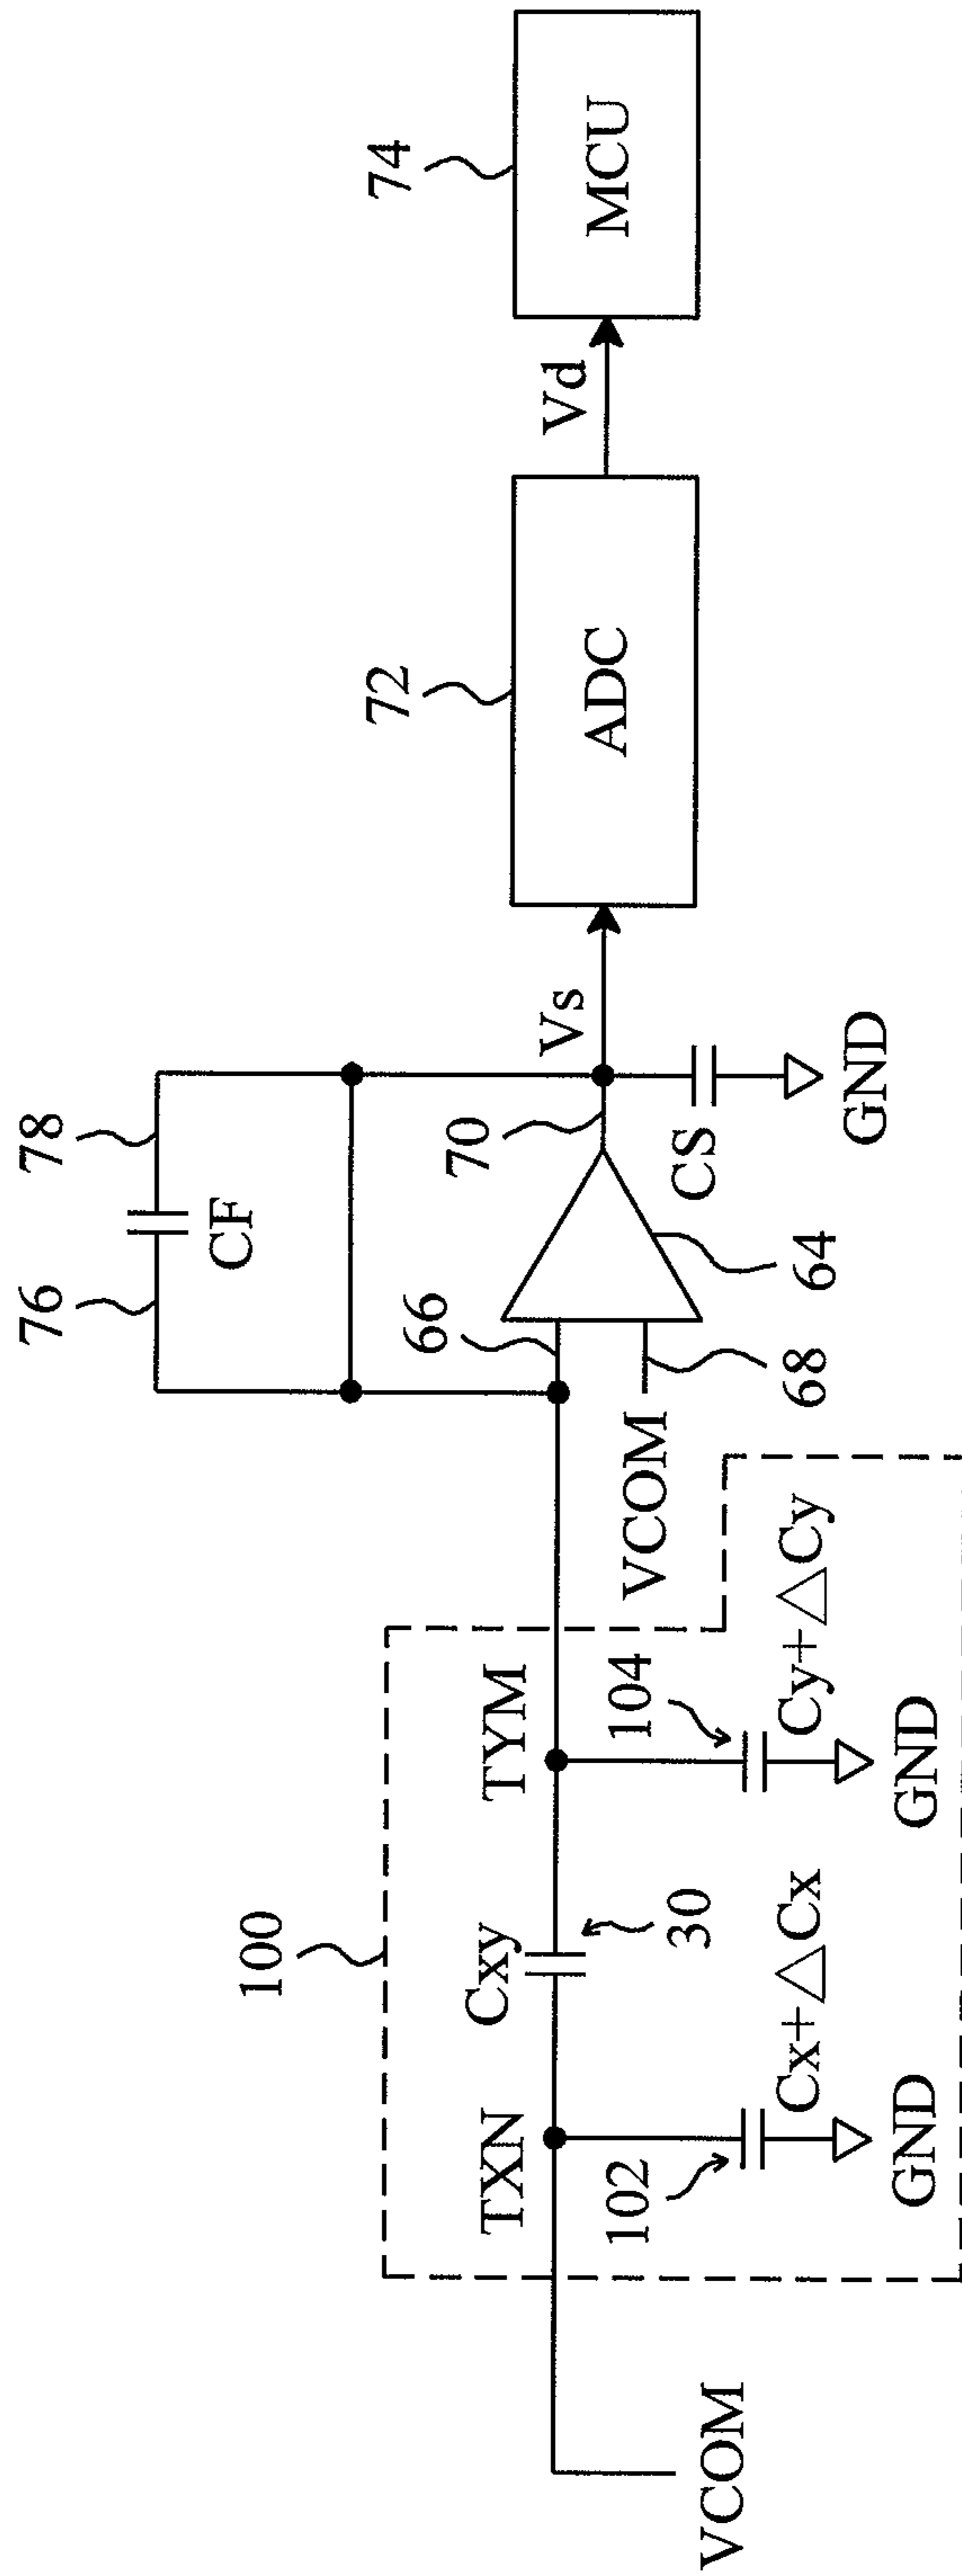 100
TXN
Cxy
TYM
30
102
Cx+△Cx
GND
104
Cy+△Cy
GND
VCOM
VCOM
76
78
CF
66
68
64
70
Vs
CS
GND
72
ADC
Vd
74
MCU